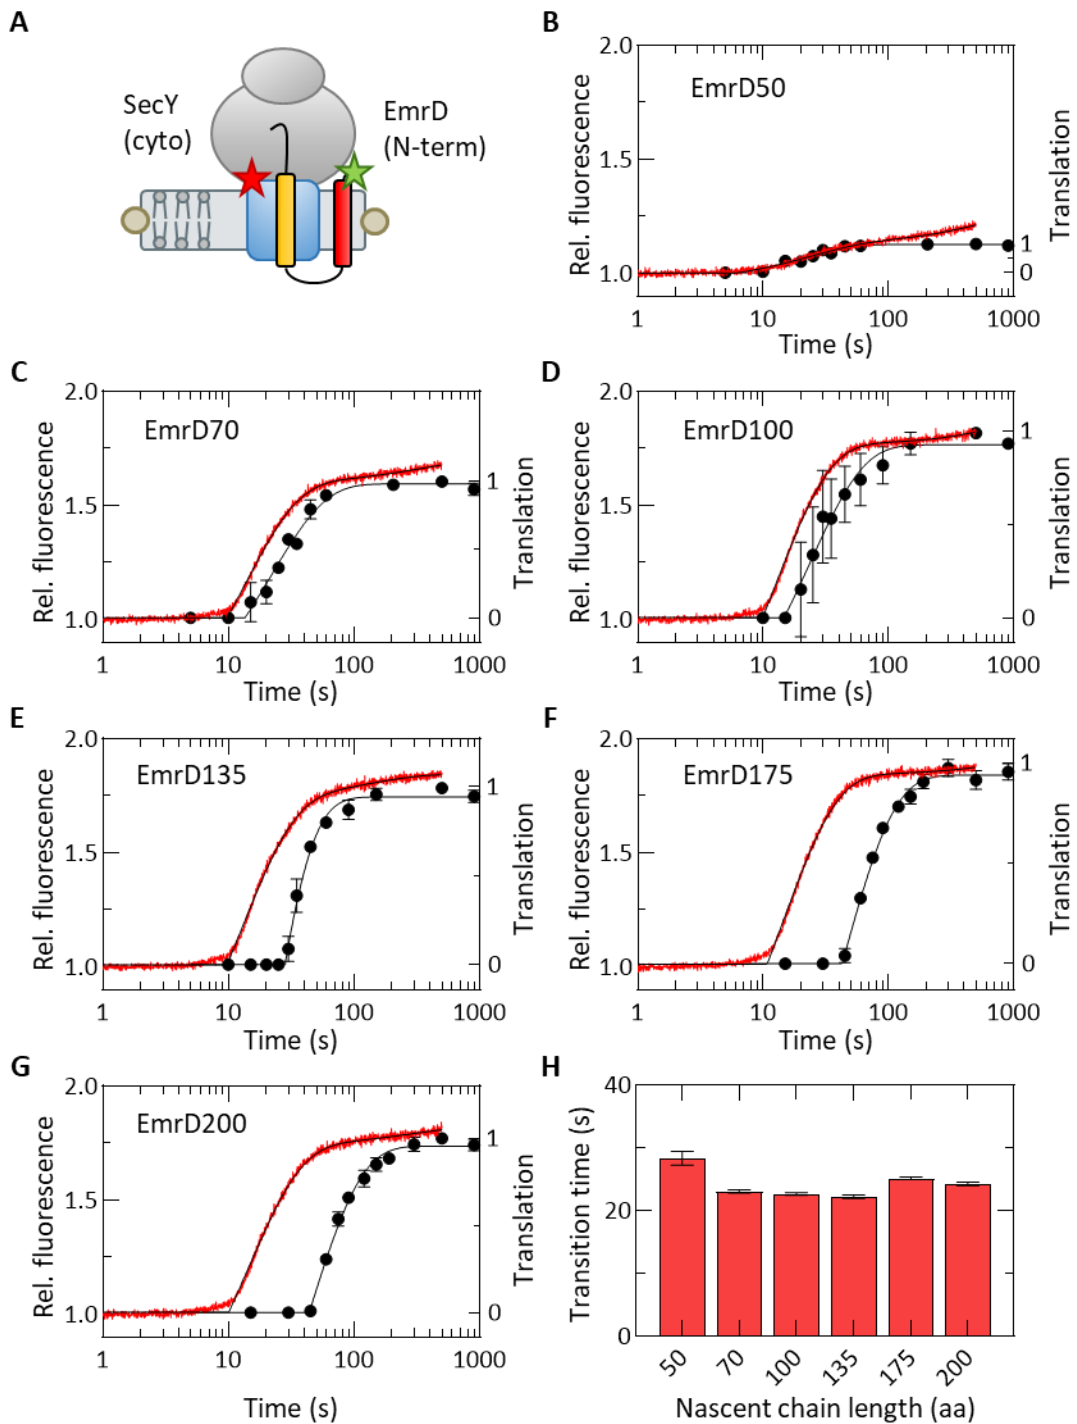 A
SecY
(cyto)
EmrD
(N-term)
B
EmrD50
2.0
1.5
1.0
Rel. fluorescence
1
0
Translation
1
10
100
1000
Time (s)
C
EmrD70
2.0
1.5
1.0
Rel. fluorescence
1
0
Translation
1
10
100
1000
Time (s)
D
EmrD100
2.0
1.5
1.0
Rel. fluorescence
1
0
Translation
1
10
100
1000
Time (s)
E
EmrD135
2.0
1.5
1.0
Rel. fluorescence
1
0
Translation
1
10
100
1000
Time (s)
F
EmrD175
2.0
1.5
1.0
Rel. fluorescence
1
0
Translation
1
10
100
1000
Time (s)
G
EmrD200
2.0
1.5
1.0
Rel. fluorescence
1
0
Translation
1
10
100
1000
Time (s)
H
40
20
0
Transition time (s)
50
70
100
135
175
200
Nascent chain length (aa)